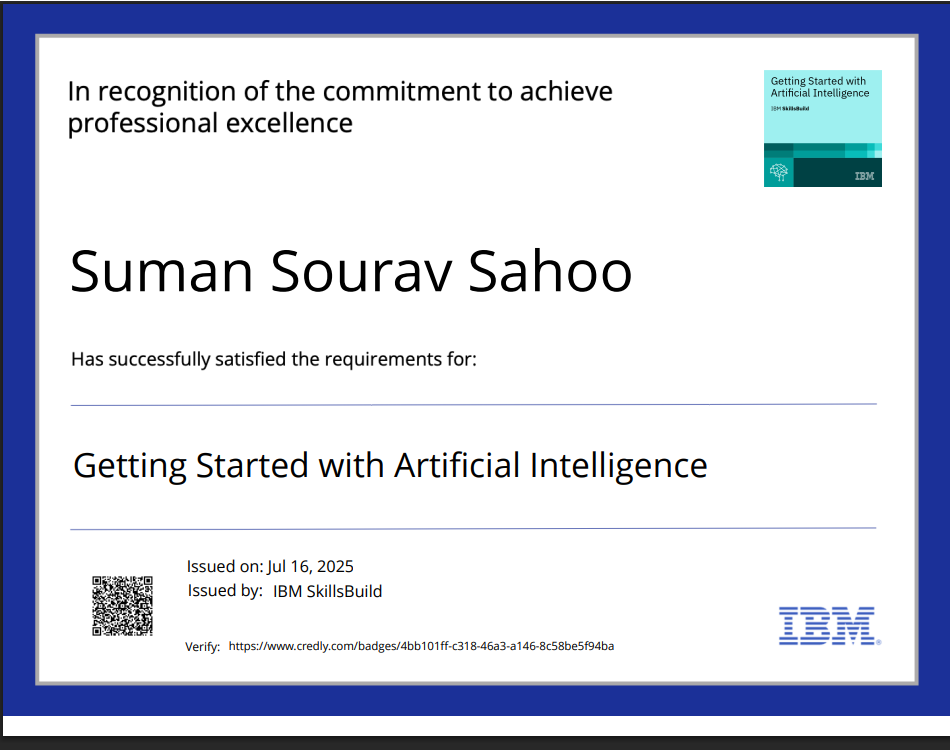 In recognition of the commitment to achieve
professional excellence
Getting Started with
Artificial Intelligence
IBM SkillsBuild
IBM
Suman Sourav Sahoo
Has successfully satisfied the requirements for:
Getting Started with Artificial Intelligence
Issued on: Jul 16, 2025
Issued by: IBM SkillsBuild
Verify: https://www.credly.com/badges/4bb101ff-c318-46a3-a146-8c58be5f94ba
IBM®